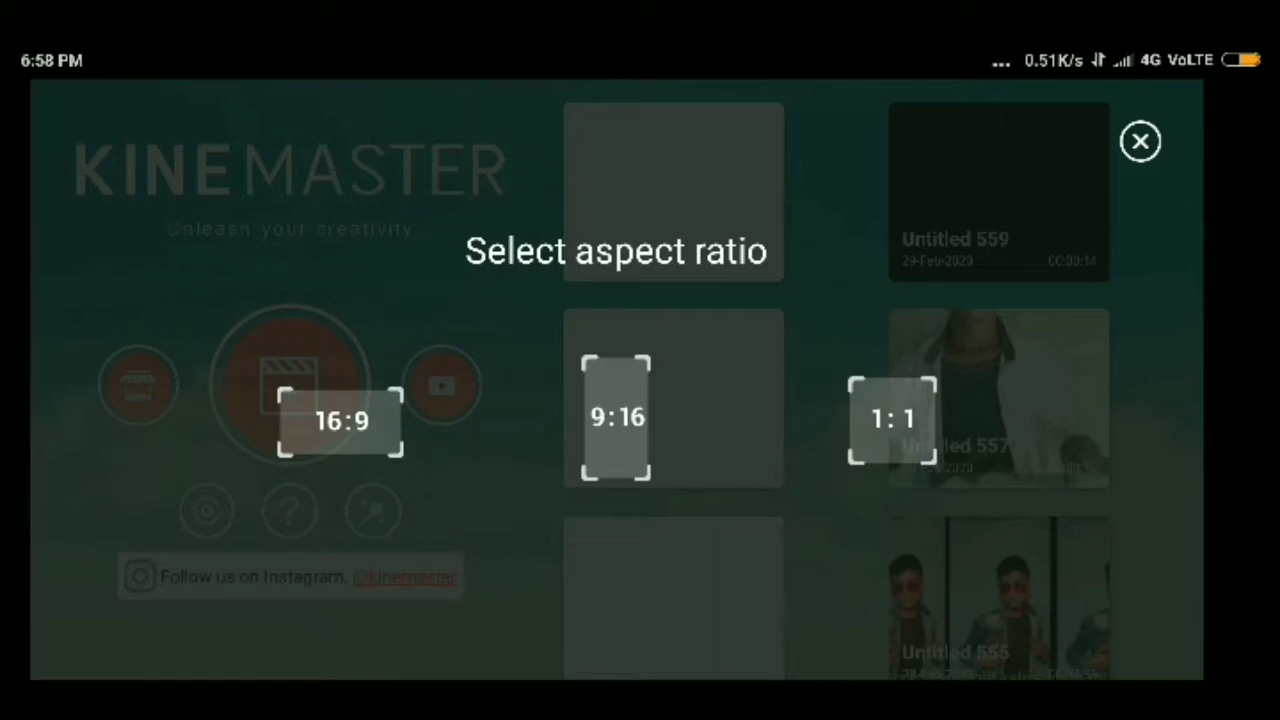 6:58 PM
... 0.51K/s 4G VoLTE
KINEMASTER
Unleash your creativity
Select aspect ratio
Untitled 559
29-Feb-2020 00:00:14
16:9
9:16
1:1
Untitled 557
Follow us on Instagram. @kinemaster
Untitled 555